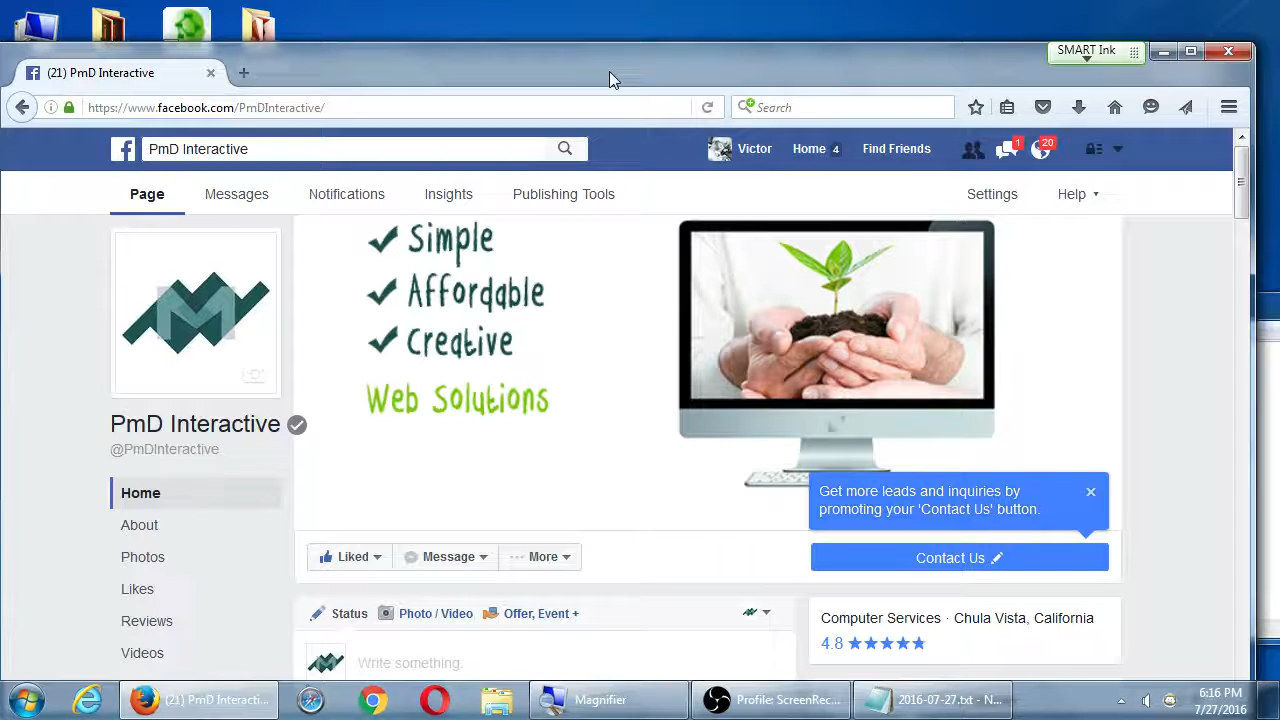 SMART Ink
(21) PmD Interactive
https://www.facebook.com/PmDInteractive/
Search
PmD Interactive
Victor
Home 4
Find Friends
1
20
Page
Messages
Notifications
Insights
Publishing Tools
Settings
Help
Simple
Affordable
Creative
Web Solutions
M
PmD Interactive
@PmDInteractive
Get more leads and inquiries by
promoting your 'Contact Us' button.
Home
About
Photos
Likes
Reviews
Videos
Liked
Message
More
Contact Us
Status
Photo / Video
Offer, Event +
Write something.
Computer Services · Chula Vista, California
4.8
(21) PmD Interacti...
Magnifier
Profile: ScreenRec...
2016-07-27.txt - N...
6:16 PM
7/27/2016